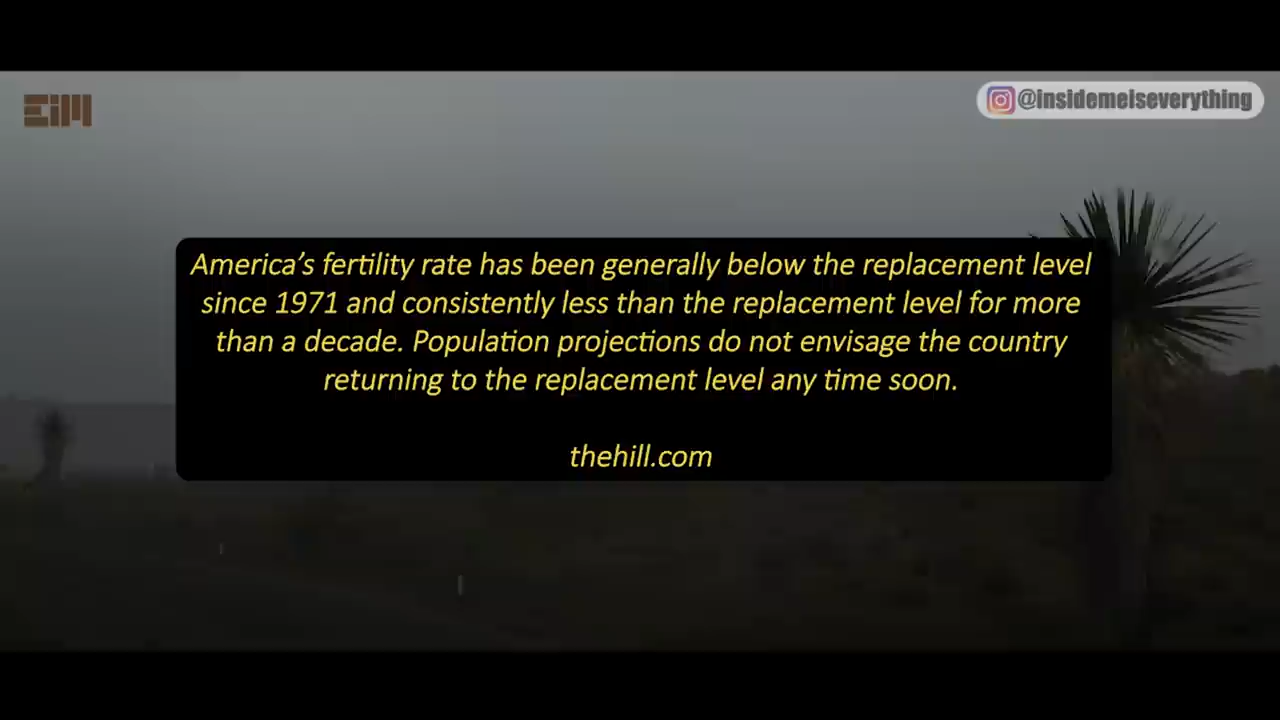 EiM
@insidemeiseverything
America's fertility rate has been generally below the replacement level
since 1971 and consistently less than the replacement level for more
than a decade. Population projections do not envisage the country
returning to the replacement level any time soon.
thehill.com